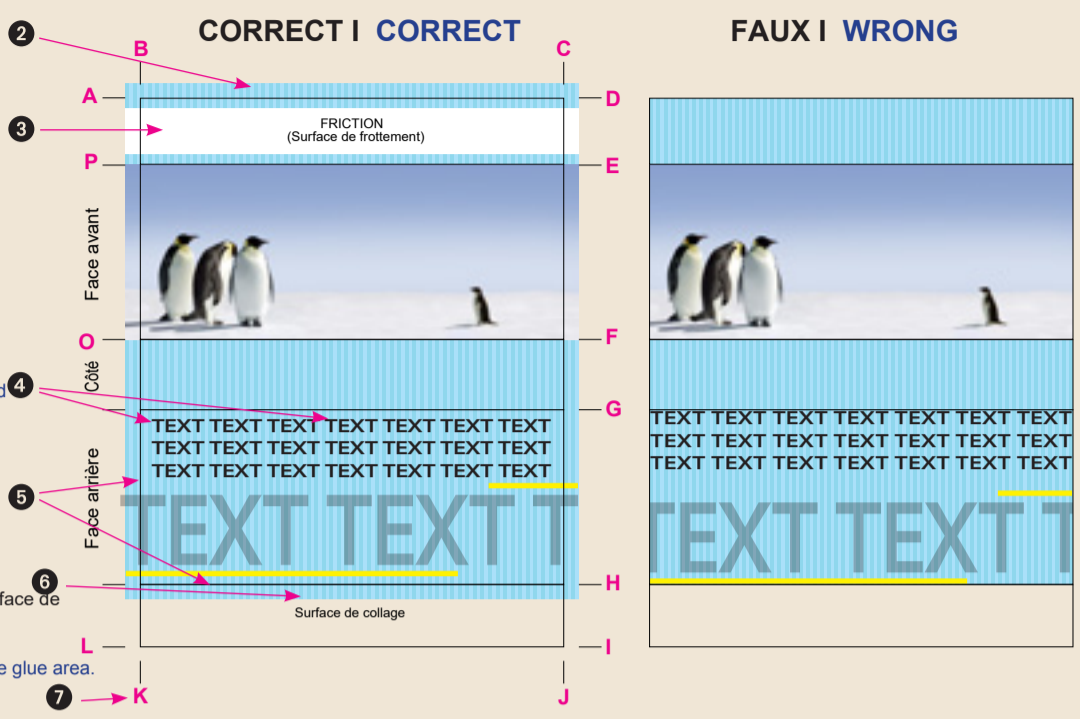 CORRECT I CORRECT
FAUX I WRONG
2
B
C
A
D
3
FRICTION
(Surface de frottement)
P
E
Face avant
O
F
Côté
d
4
G
TEXT TEXT TEXT TEXT TEXT TEXT TEXT
TEXT TEXT TEXT TEXT TEXT TEXT TEXT
TEXT TEXT TEXT TEXT TEXT TEXT TEXT
TEXT TEXT TEXT TEXT TEXT TEXT TEXT
TEXT TEXT TEXT TEXT TEXT TEXT TEXT
TEXT TEXT TEXT TEXT TEXT TEXT TEXT
5
Face arrière
TEXT TEXT T
TEXT TEXT T
6
H
face de
Surface de collage
L
I
e glue area.
7
K
J